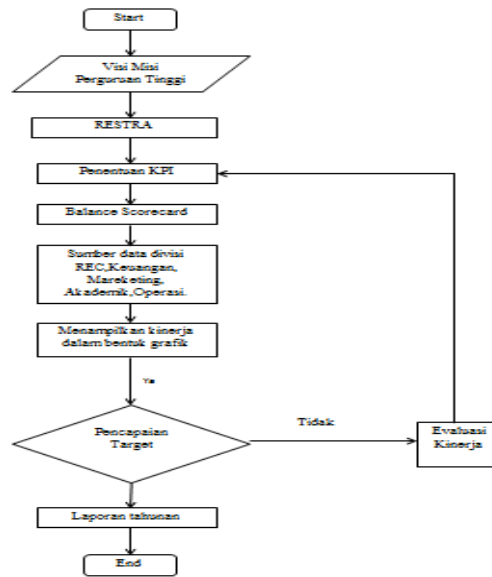 Start
Visi Misi
Perguruan Tinggi
RESTRA
Penentuan KPI
Balance Scorecard
Sumber data divisi
REC,Keuangan,
Mareketing,
Akademik,Operasi.
Menampilkan kinerja
dalam bentuk grafik
Ya
Pencapaian
Target
Tidak
Evaluasi
Kinerja
Laporan tahunan
End